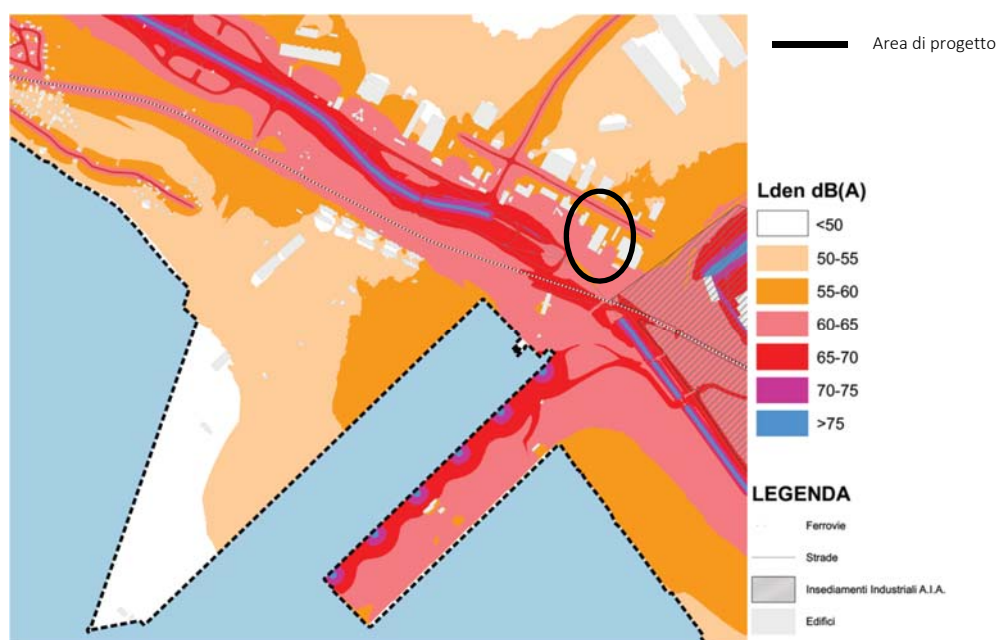 Area di progetto
Lden dB(A)
<50
50-55
55-60
60-65
65-70
70-75
>75
LEGENDA
Ferrovie
Strade
Insediamenti Industriali A.I.A.
Edifici